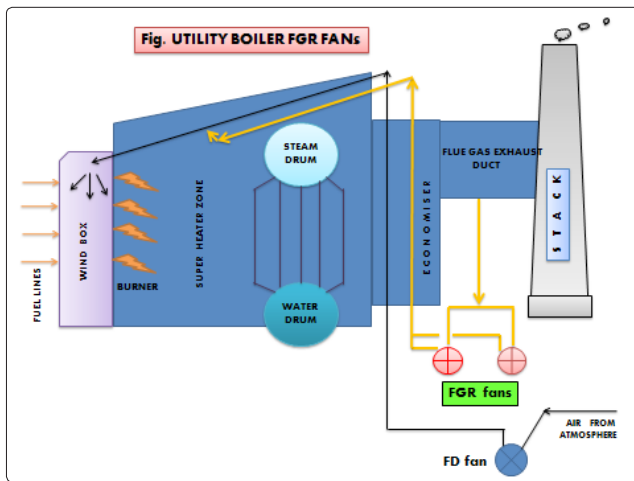 Fig. UTILITY BOILER FGR FANs
STEAM
DRUM
FLUE GAS EXHAUST
DUCT
STACK
ECONOMISER
SUPER HEATER ZONE
WIND BOX
FUEL LINES
BURNER
WATER
DRUM
FGR fans
AIR FROM
ATMOSPHERE
FD fan